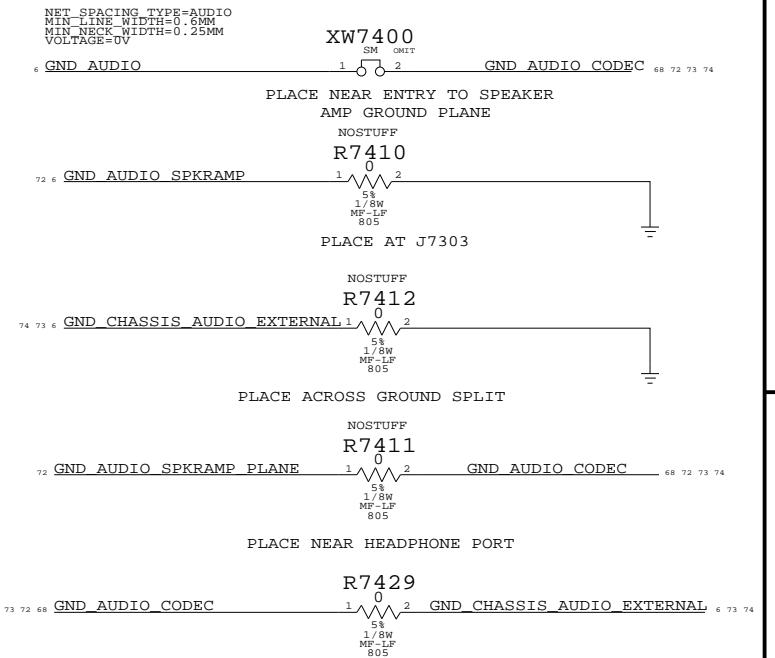 NET_SPACING_TYPE=AUDIO
MIN_LINE_WIDTH=0.6MM
MIN_NECK_WIDTH=0.25MM
VOLTAGE=0V
XW7400
SM OMIT
6 GND_AUDIO 1 2 GND_AUDIO_CODEC 68 72 73 74
PLACE NEAR ENTRY TO SPEAKER
AMP GROUND PLANE
NOSTUFF
R7410
0
72 6 GND_AUDIO_SPKRAMP 1 2
5%
1/8W
MF-LF
805
PLACE AT J7303
NOSTUFF
R7412
0
74 73 6 GND_CHASSIS_AUDIO_EXTERNAL 1 2
5%
1/8W
MF-LF
805
PLACE ACROSS GROUND SPLIT
NOSTUFF
R7411
0
72 GND_AUDIO_SPKRAMP_PLANE 1 2 GND_AUDIO_CODEC 68 72 73 74
5%
1/8W
MF-LF
805
PLACE NEAR HEADPHONE PORT
R7429
0
73 72 68 GND_AUDIO_CODEC 1 2 GND_CHASSIS_AUDIO_EXTERNAL 6 73 74
5%
1/8W
MF-LF
805